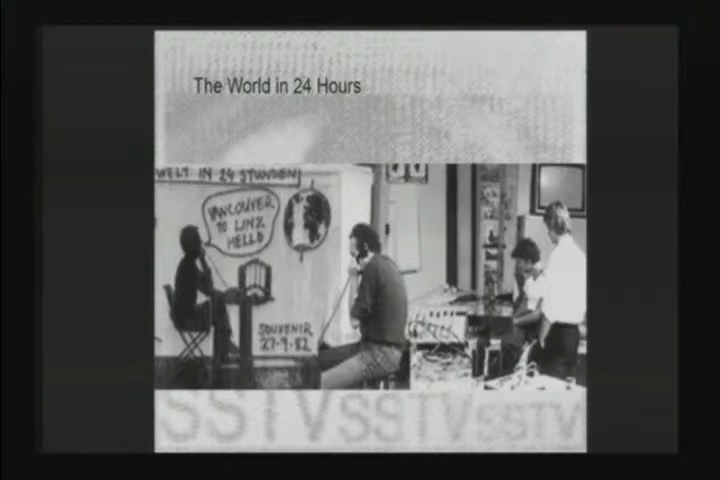 The World in 24 Hours
WELT IN 24 STUNDEN
VANCOUVER
TO LINZ
HELLO
SOUVENIR
27·9·82
SSTVSSTVSSTV